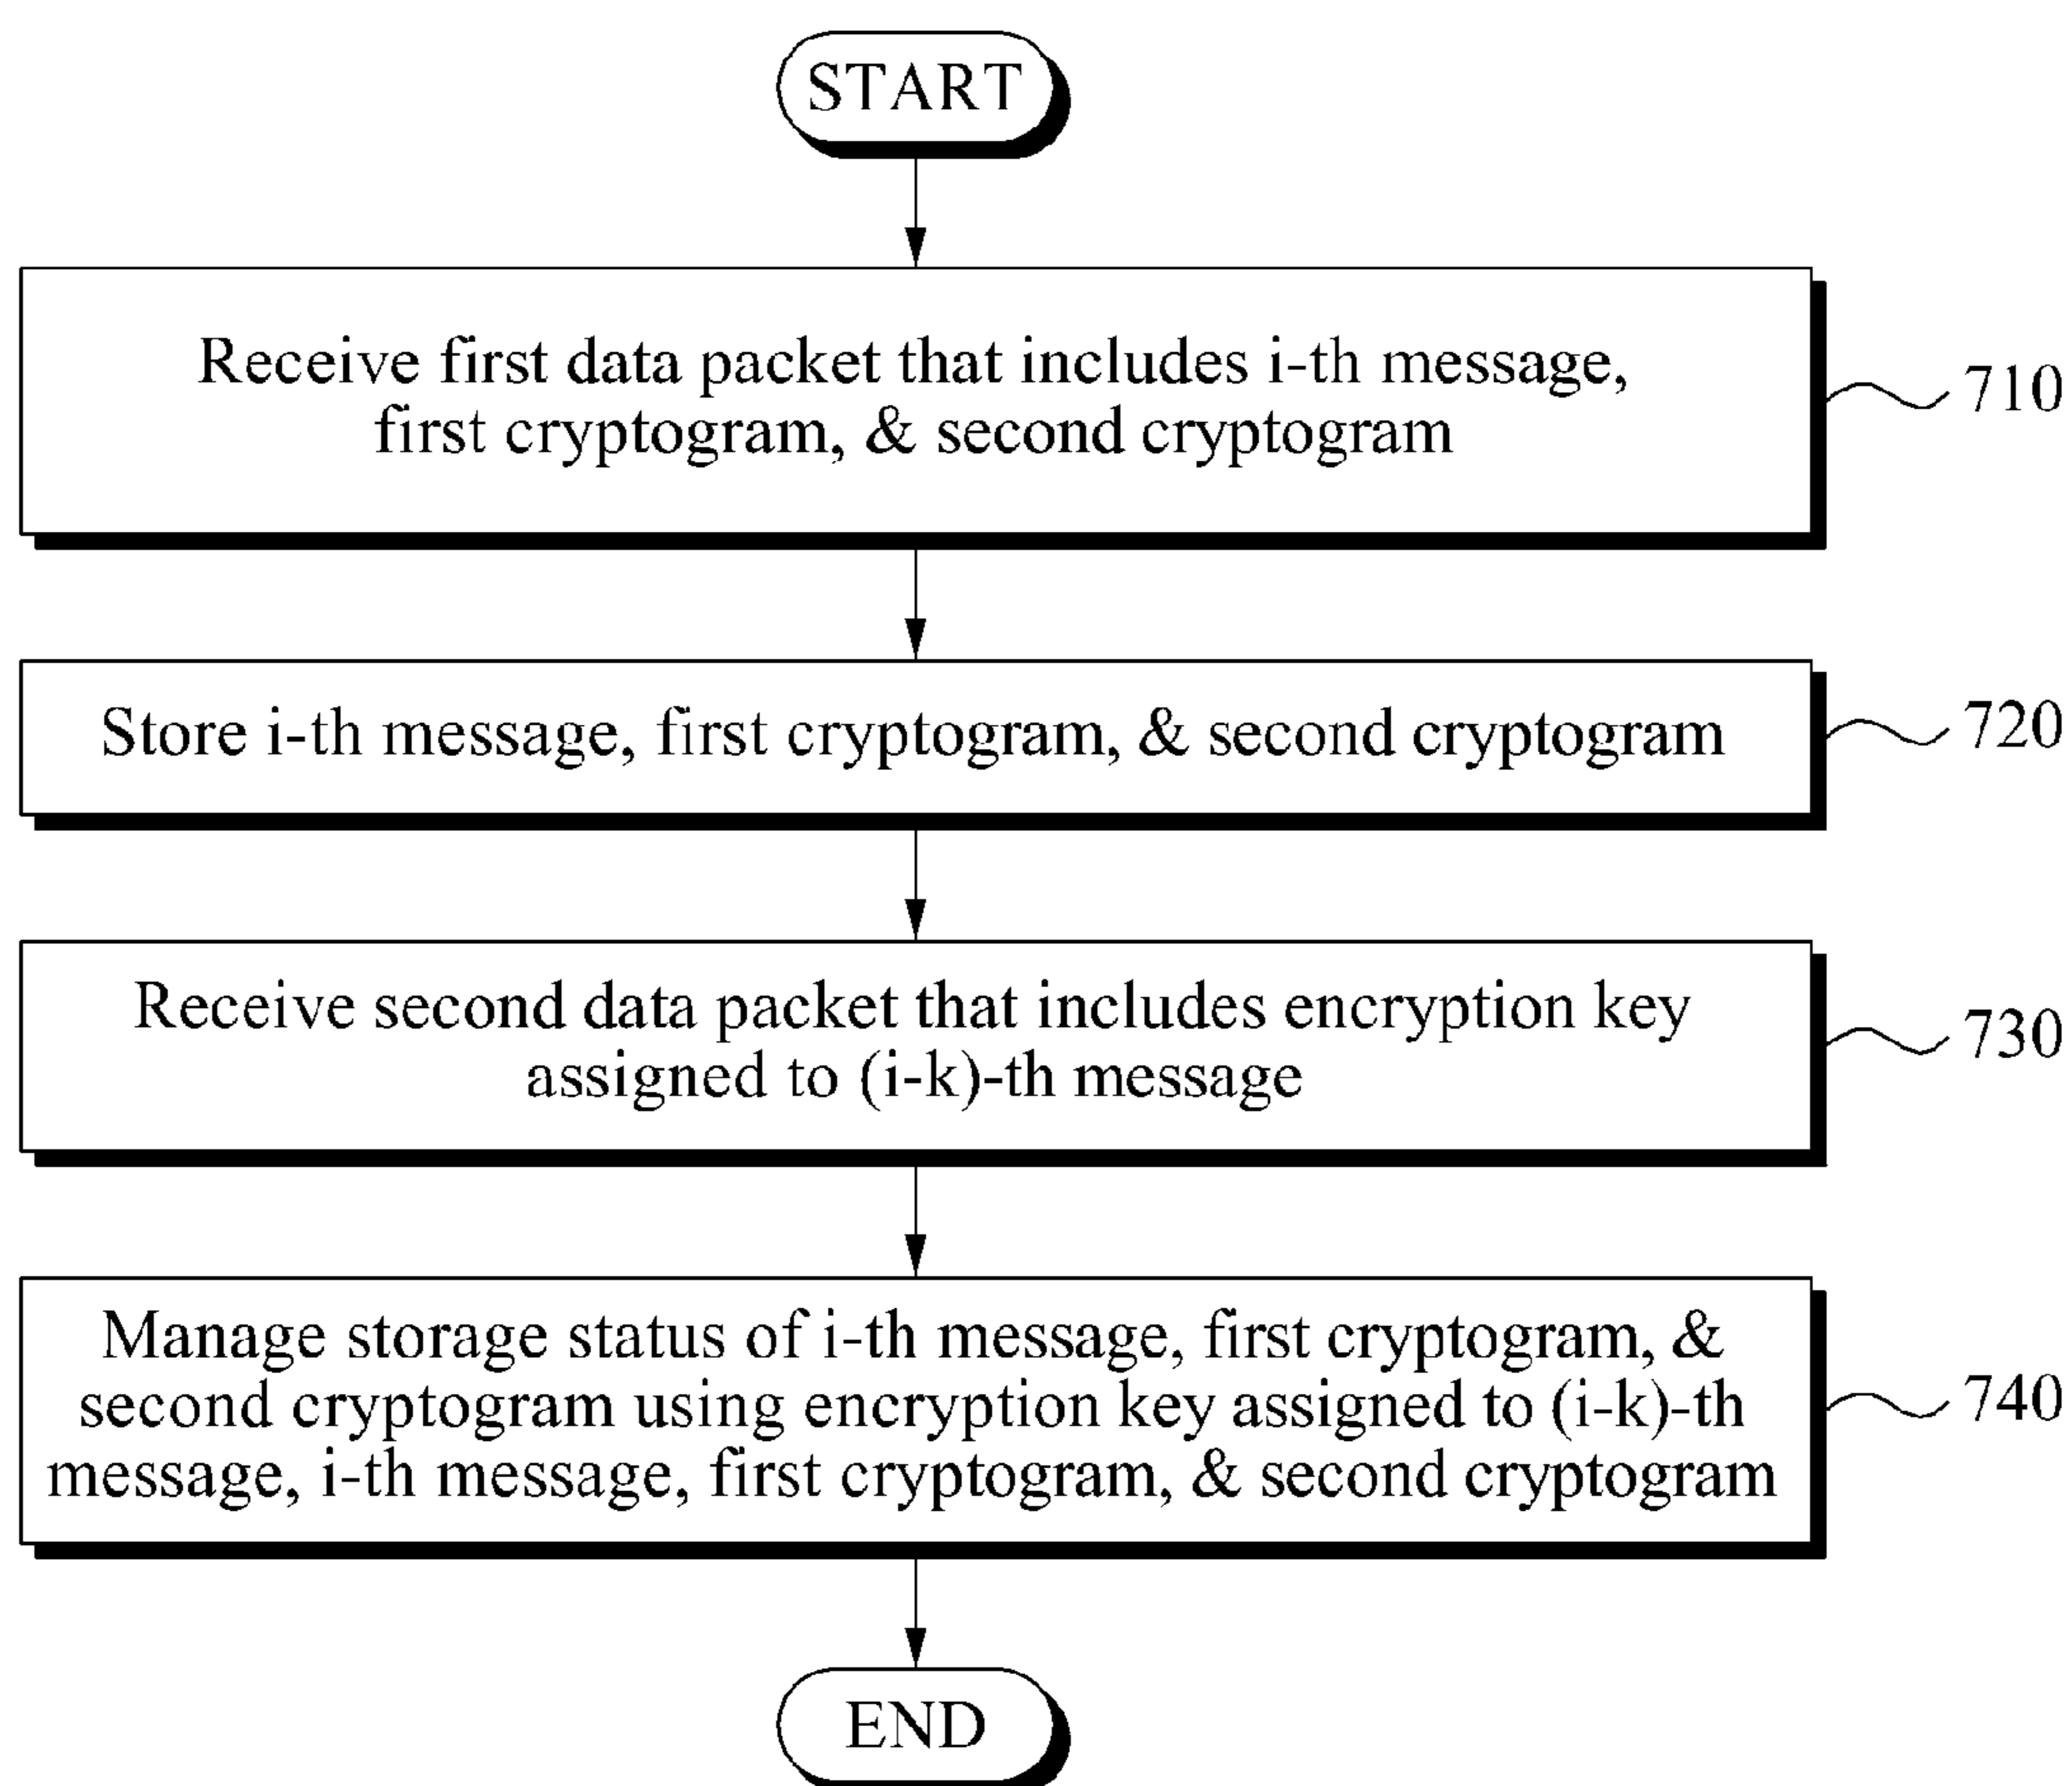 START
Receive first data packet that includes i-th message,
first cryptogram, & second cryptogram
710
Store i-th message, first cryptogram, & second cryptogram
720
Receive second data packet that includes encryption key
assigned to (i-k)-th message
730
Manage storage status of i-th message, first cryptogram, &
second cryptogram using encryption key assigned to (i-k)-th
message, i-th message, first cryptogram, & second cryptogram
740
END